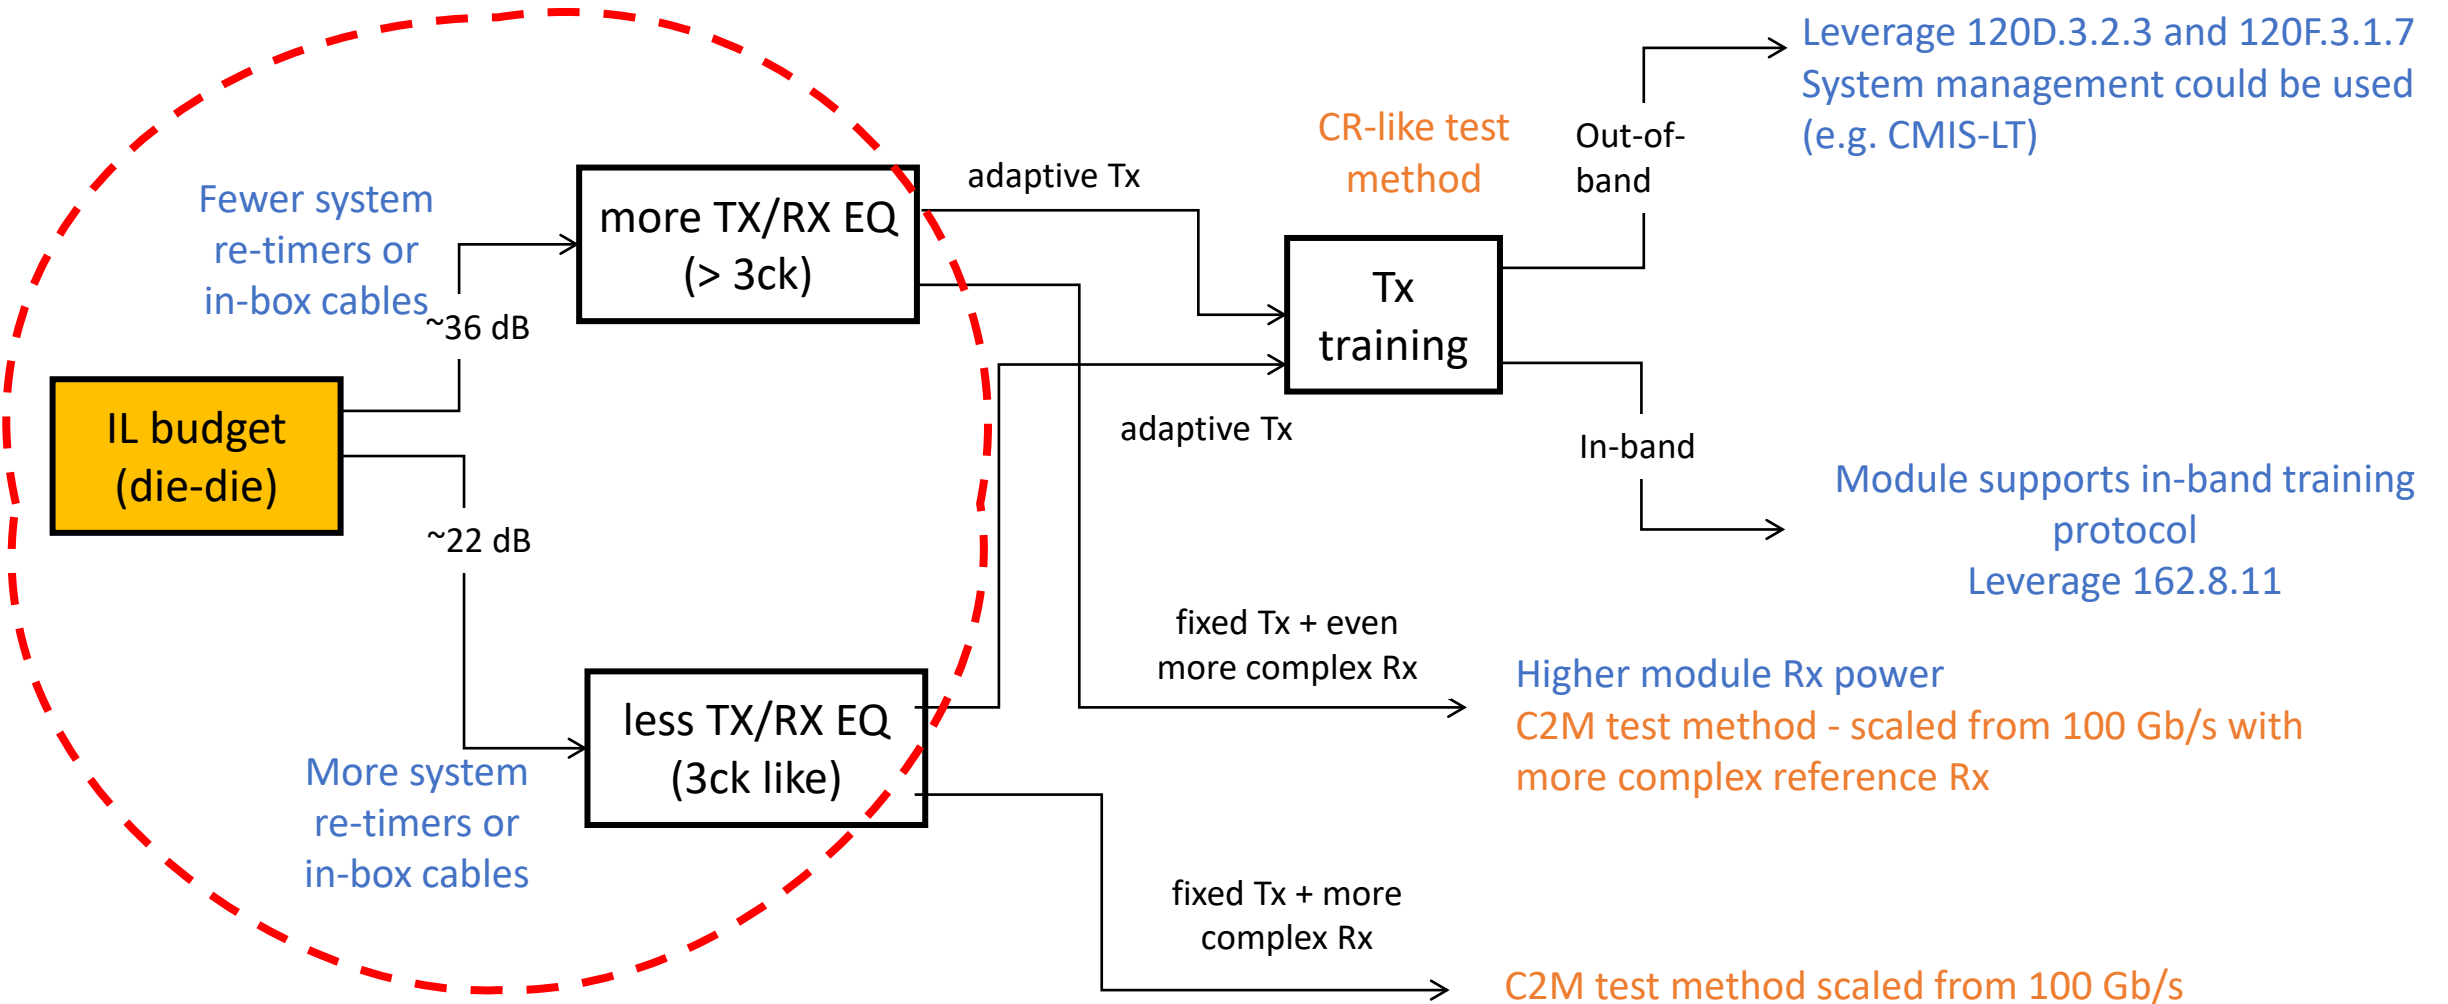 Leverage 120D.3.2.3 and 120F.3.1.7
System management could be used
(e.g. CMIS-LT)
CR-like test
method
Out-of-
band
adaptive Tx
Fewer system
re-timers or
in-box cables
~36 dB
more TX/RX EQ
(> 3ck)
Tx
training
IL budget
(die-die)
adaptive Tx
In-band
~22 dB
Module supports in-band training
protocol
Leverage 162.8.11
fixed Tx + even
more complex Rx
Higher module Rx power
C2M test method - scaled from 100 Gb/s with
more complex reference Rx
less TX/RX EQ
(3ck like)
More system
re-timers or
in-box cables
fixed Tx + more
complex Rx
C2M test method scaled from 100 Gb/s